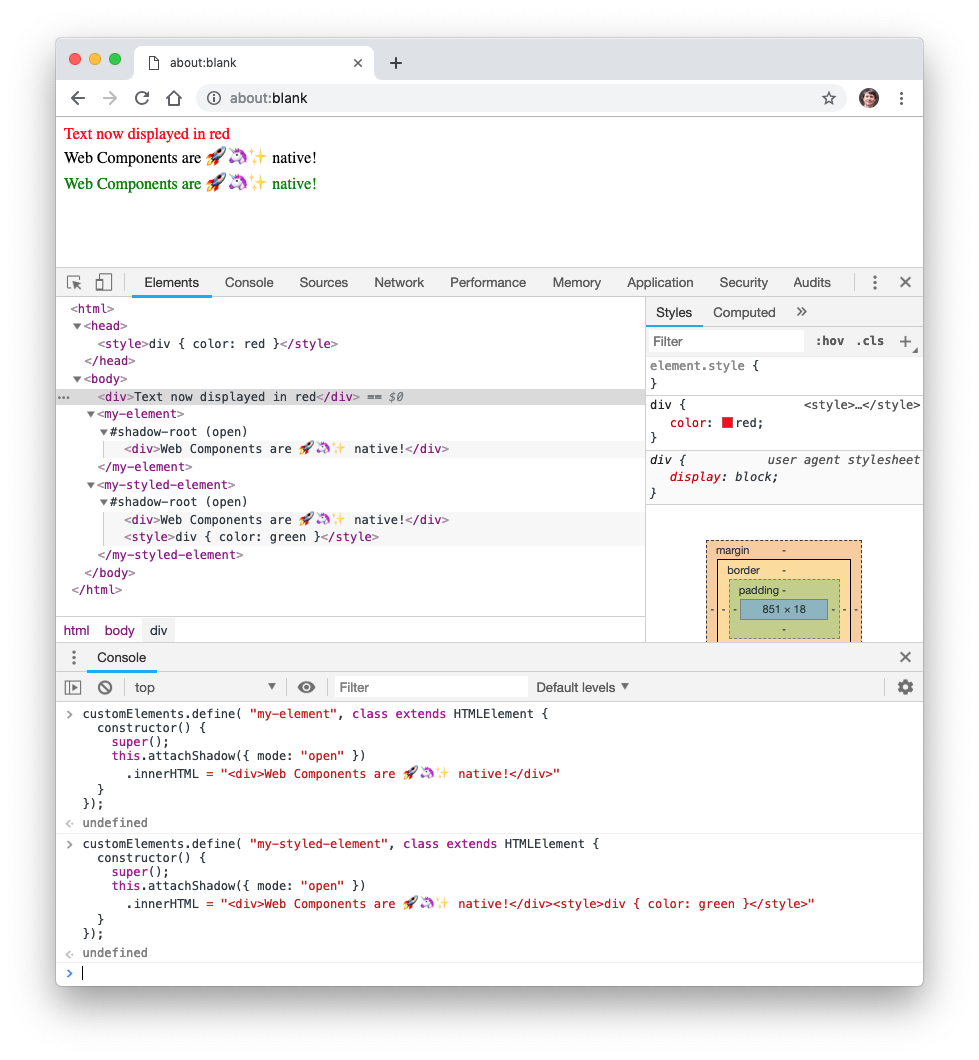 about:blank
about:blank
Text now displayed in red
Web Components are 🚀🦄✨ native!
Web Components are 🚀🦄✨ native!
Elements Console Sources Network Performance Memory Application Security Audits
<html>
<head>
<style>div { color: red }</style>
</head>
<body>
<div>Text now displayed in red</div> == $0
<my-element>
#shadow-root (open)
<div>Web Components are 🚀🦄✨ native!</div>
</my-element>
<my-styled-element>
#shadow-root (open)
<div>Web Components are 🚀🦄✨ native!</div>
<style>div { color: green }</style>
</my-styled-element>
</body>
</html>
html body div
Styles Computed »
Filter :hov .cls +
element.style {
}
div { <style>…</style>
color: red;
}
div { user agent stylesheet
display: block;
}
margin -
border -
padding -
- - - 851 × 18 - - -
-
Console
top Filter Default levels
> customElements.define( "my-element", class extends HTMLElement {
constructor() {
super();
this.attachShadow({ mode: "open" })
.innerHTML = "<div>Web Components are 🚀🦄✨ native!</div>"
}
});
undefined
> customElements.define( "my-styled-element", class extends HTMLElement {
constructor() {
super();
this.attachShadow({ mode: "open" })
.innerHTML = "<div>Web Components are 🚀🦄✨ native!</div><style>div { color: green }</style>"
}
});
undefined
>